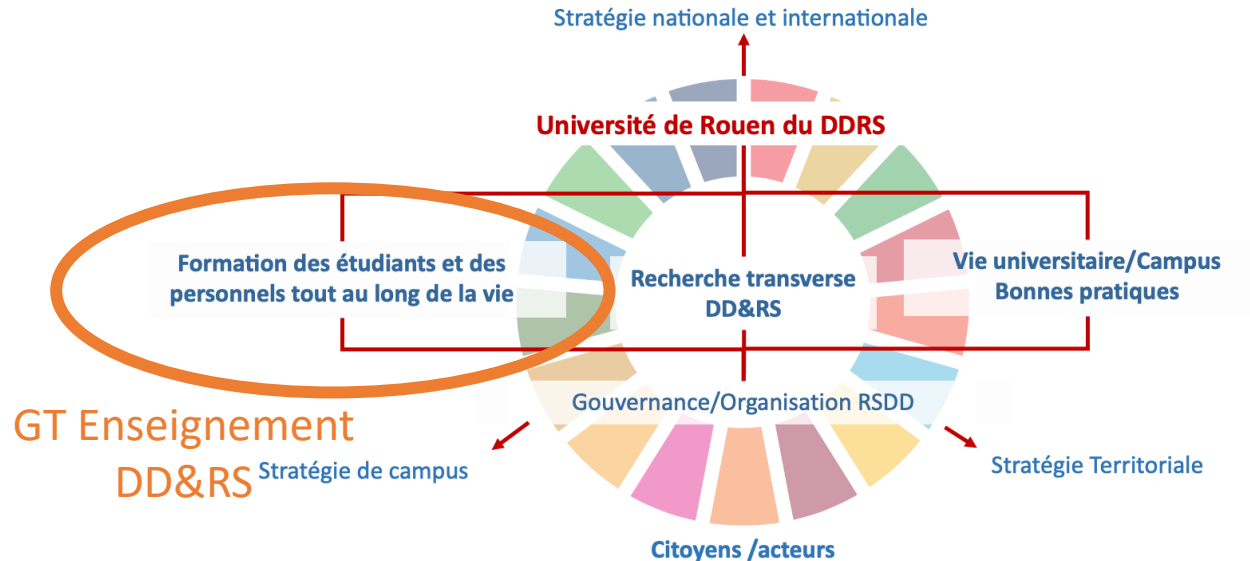 Stratégie nationale et internationale
Université de Rouen du DDRS
Formation des étudiants et des
personnels tout au long de la vie
Recherche transverse
DD&RS
Vie universitaire/Campus
Bonnes pratiques
Gouvernance/Organisation RSDD
GT Enseignement
DD&RS
Stratégie de campus
Stratégie Territoriale
Citoyens /acteurs